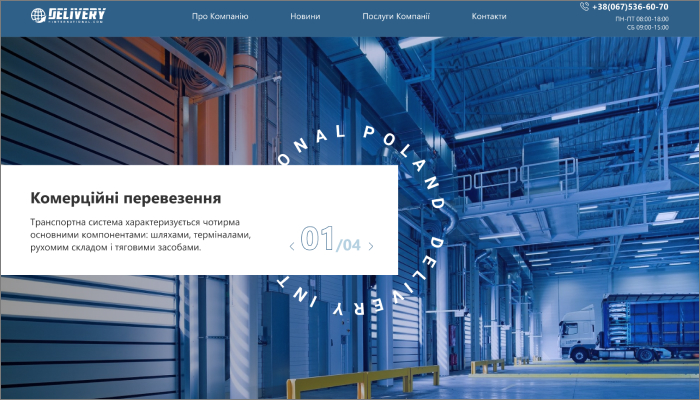 DELIVERY
INTERNATIONAL.COM
Про Компанію
Новини
Послуги Компанії
Контакти
+38(067)536-60-70
ПН-ПТ 08:00-18:00
СБ 09:00-15:00
ONAL POLAND DELIVERY INT
Комерційні перевезення
Транспортна система характеризується чотирма
основними компонентами: шляхами, терміналами,
рухомим складом і тяговими засобами.
01/04